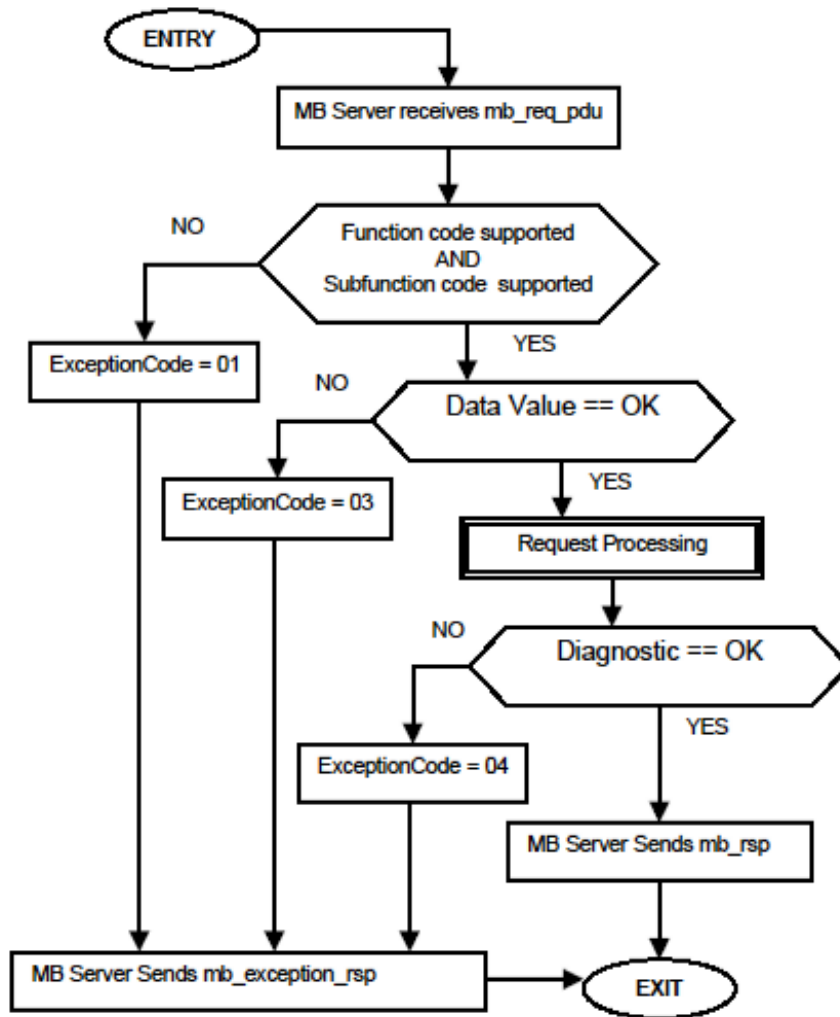 ENTRY
MB Server receives mb_req_pdu
NO
Function code supported
AND
Subfunction code supported
YES
ExceptionCode = 01
NO
Data Value == OK
YES
ExceptionCode = 03
Request Processing
NO
Diagnostic == OK
YES
ExceptionCode = 04
MB Server Sends mb_rsp
MB Server Sends mb_exception_rsp
EXIT